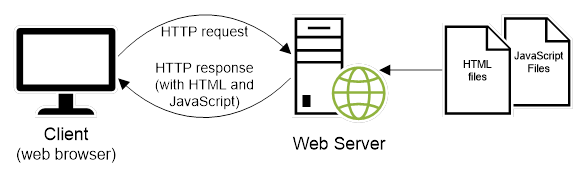 HTTP request
HTTP response
(with HTML and
JavaScript)
Client
(web browser)
Web Server
HTML
files
JavaScript
Files